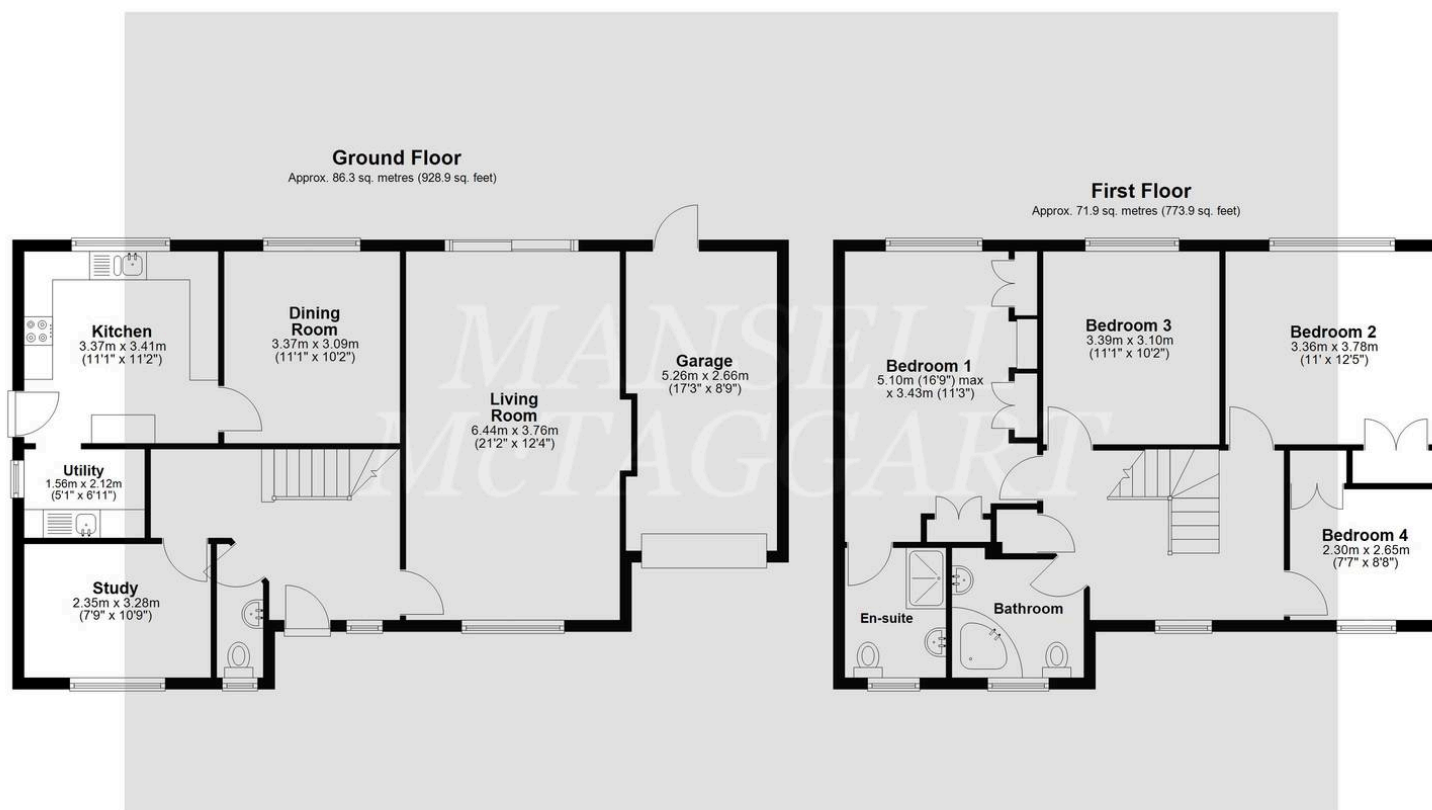 Ground Floor
Approx. 86.3 sq. metres (928.9 sq. feet)
Kitchen
3.37m x 3.41m
(11'1" x 11'2")
Dining
Room
3.37m x 3.09m
(11'1" x 10'2")
Living
Room
6.44m x 3.76m
(21'2" x 12'4")
Garage
5.26m x 2.66m
(17'3" x 8'9")
Utility
1.56m x 2.12m
(5'1" x 6'11")
Study
2.35m x 3.28m
(7'9" x 10'9")
First Floor
Approx. 71.9 sq. metres (773.9 sq. feet)
Bedroom 1
5.10m (16'9") max
x 3.43m (11'3")
Bedroom 3
3.39m x 3.10m
(11'1" x 10'2")
Bedroom 2
3.36m x 3.78m
(11' x 12'5")
Bedroom 4
2.30m x 2.65m
(7'7" x 8'8")
En-suite
Bathroom
MANSELL
McTAGGART